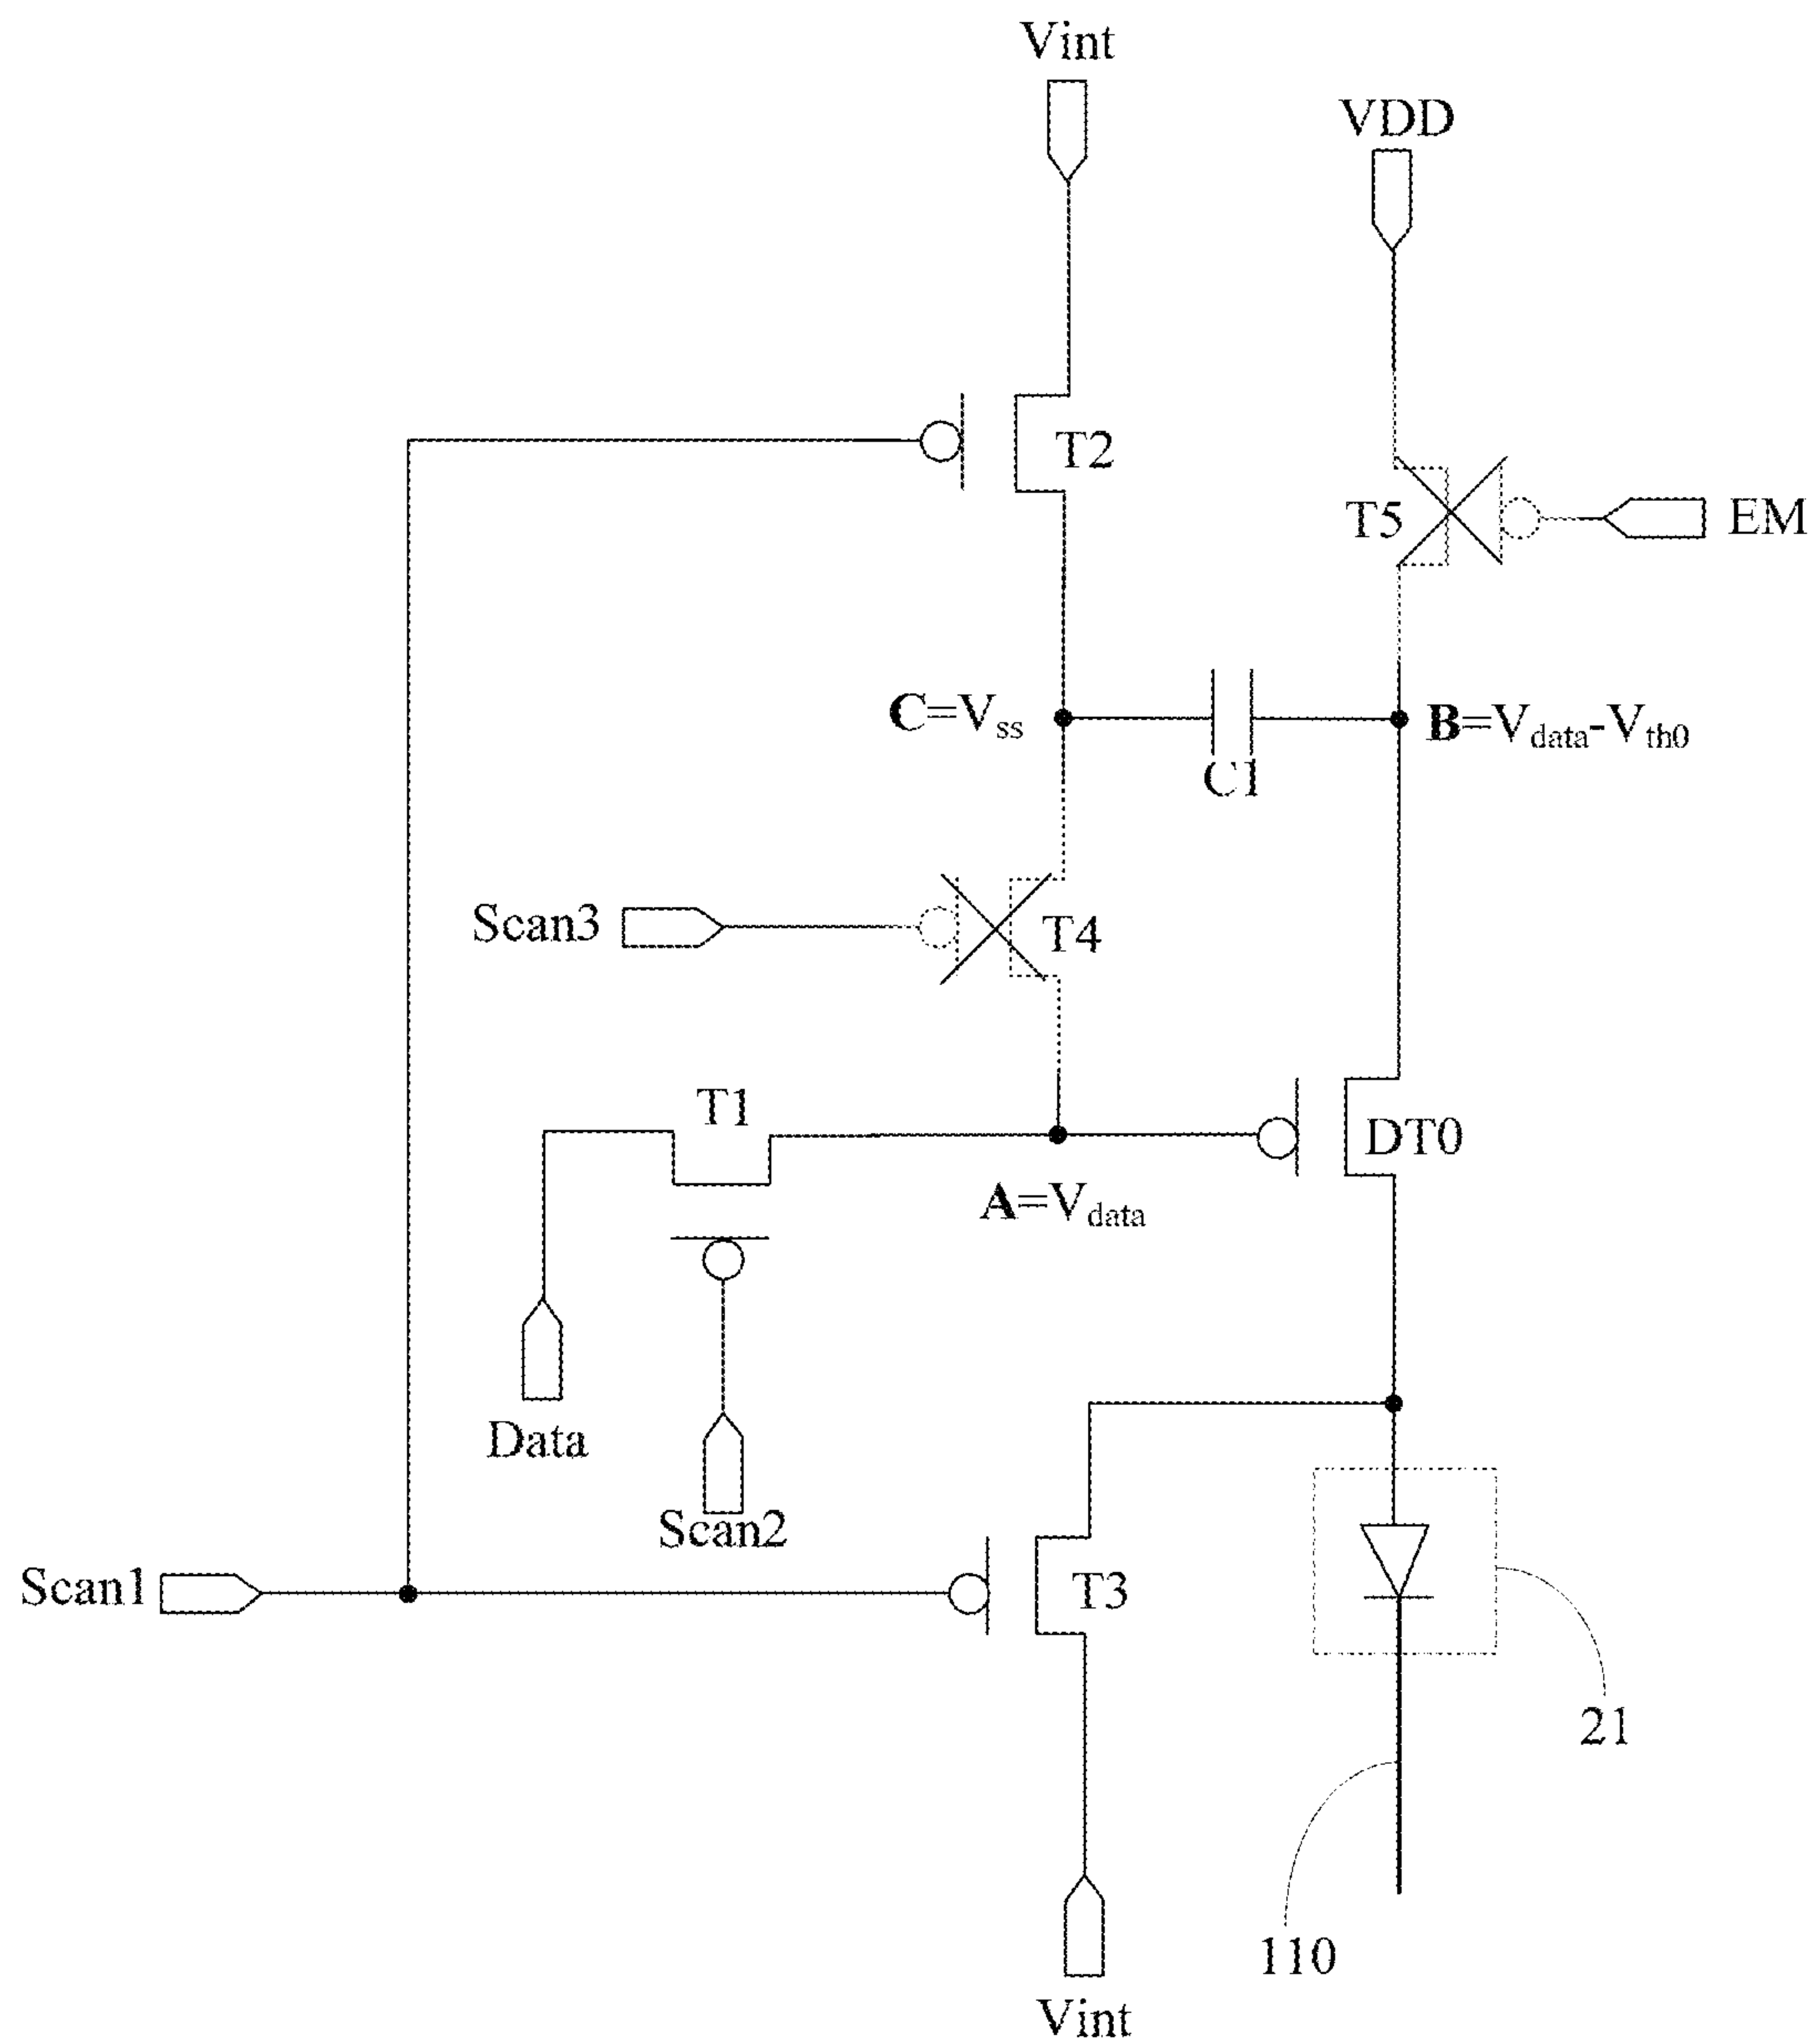 Vint
VDD
T2
T5
EM
C=Vss
B=Vdata-Vth0
C1
Scan3
T4
T1
DT0
A=Vdata
Data
Scan2
Scan1
T3
21
110
Vint